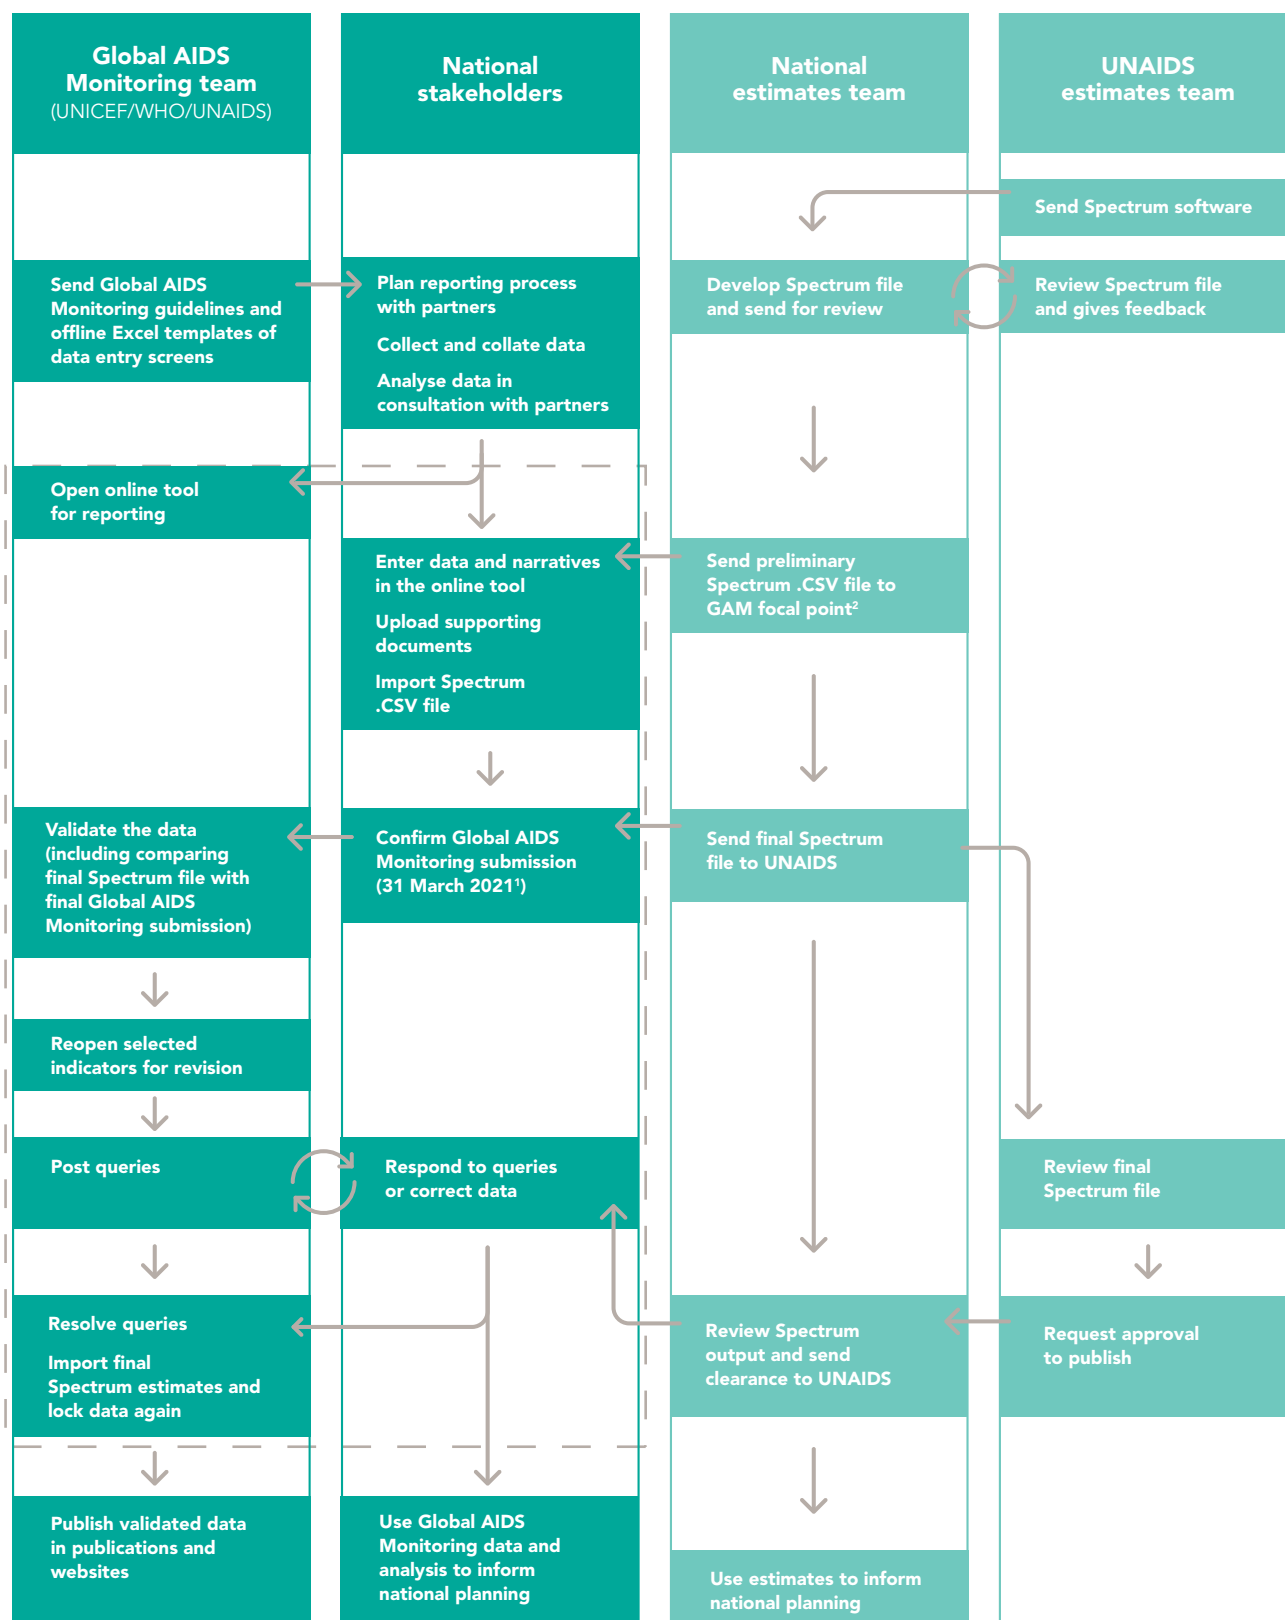 Global AIDS
Monitoring team
(UNICEF/WHO/UNAIDS)
National
stakeholders
National
estimates team
UNAIDS
estimates team
Send Spectrum software
Send Global AIDS
Monitoring guidelines and
offline Excel templates of
data entry screens
Plan reporting process
with partners
Collect and collate data
Analyse data in
consultation with partners
Develop Spectrum file
and send for review
Review Spectrum file
and gives feedback
Open online tool
for reporting
Enter data and narratives
in the online tool
Upload supporting
documents
Import Spectrum
.CSV file
Send preliminary
Spectrum .CSV file to
GAM focal point²
Validate the data
(including comparing
final Spectrum file with
final Global AIDS
Monitoring submission)
Confirm Global AIDS
Monitoring submission
(31 March 2021¹)
Send final Spectrum
file to UNAIDS
Reopen selected
indicators for revision
Post queries
Respond to queries
or correct data
Review final
Spectrum file
Resolve queries
Import final
Spectrum estimates and
lock data again
Review Spectrum
output and send
clearance to UNAIDS
Request approval
to publish
Publish validated data
in publications and
websites
Use Global AIDS
Monitoring data and
analysis to inform
national planning
Use estimates to inform
national planning